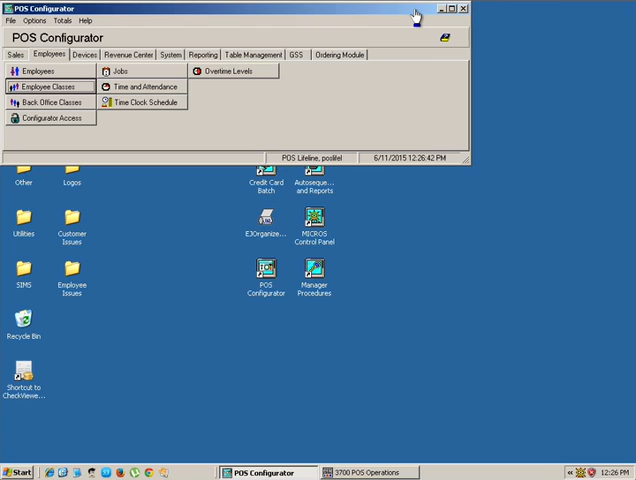 POS Configurator
File Options Totals Help
POS Configurator
Sales Employees Devices Revenue Center System Reporting Table Management GSS Ordering Module
Employees Jobs Overtime Levels
Employee Classes Time and Attendance
Back Office Classes Time Clock Schedule
Configurator Access
POS Lifeline, poslifel 6/11/2015 12:26:42 PM
Other Logos Credit Card Batch Autoseque... and Reports
Utilities Customer Issues EJOrganize... MICROS Control Panel
SIMS Employee Issues POS Configurator Manager Procedures
Recycle Bin
Shortcut to CheckViewe...
Start POS Configurator 3700 POS Operations 12:26 PM